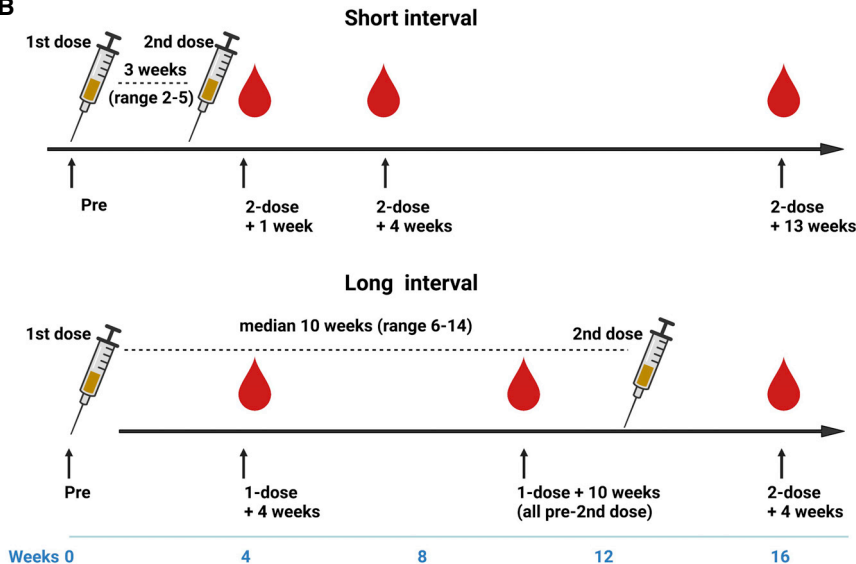 B
Short interval
1st dose
2nd dose
3 weeks
(range 2-5)
Pre
2-dose
+ 1 week
2-dose
+ 4 weeks
2-dose
+ 13 weeks
Long interval
1st dose
median 10 weeks (range 6-14)
2nd dose
Pre
1-dose
+ 4 weeks
1-dose + 10 weeks
(all pre-2nd dose)
2-dose
+ 4 weeks
Weeks 0 4 8 12 16